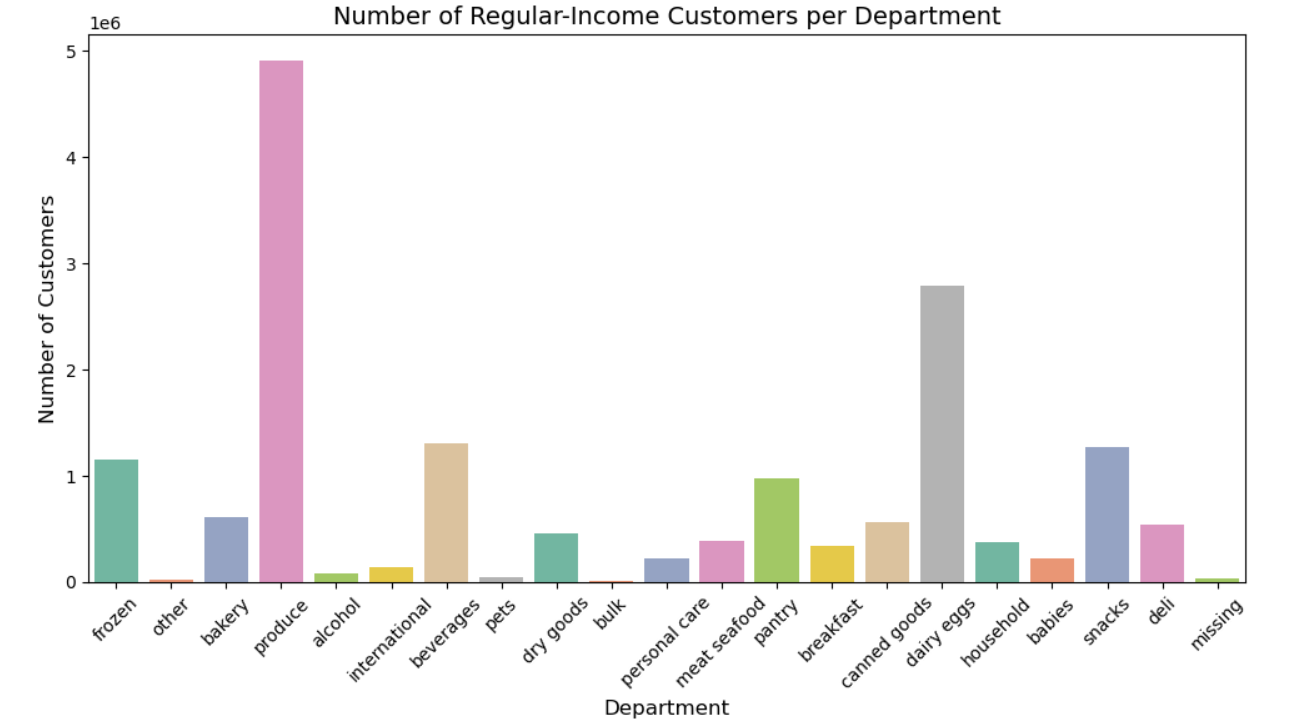 Number of Regular-Income Customers per Department
1e6
5
4
3
2
1
0
Number of Customers
frozen
other
bakery
produce
alcohol
international
beverages
pets
dry goods
bulk
personal care
meat seafood
pantry
breakfast
canned goods
dairy eggs
household
babies
snacks
deli
missing
Department